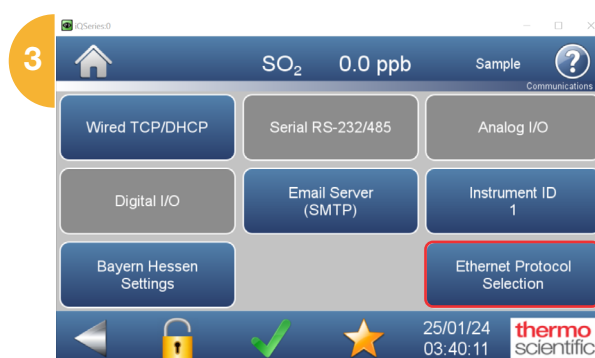 iQSeries:0
3
SO₂ 0.0 ppb Sample ?
Communications
Wired TCP/DHCP
Serial RS-232/485
Analog I/O
Digital I/O
Email Server
(SMTP)
Instrument ID
1
Bayern Hessen
Settings
Ethernet Protocol
Selection
25/01/24
03:40:11
thermo
scientific